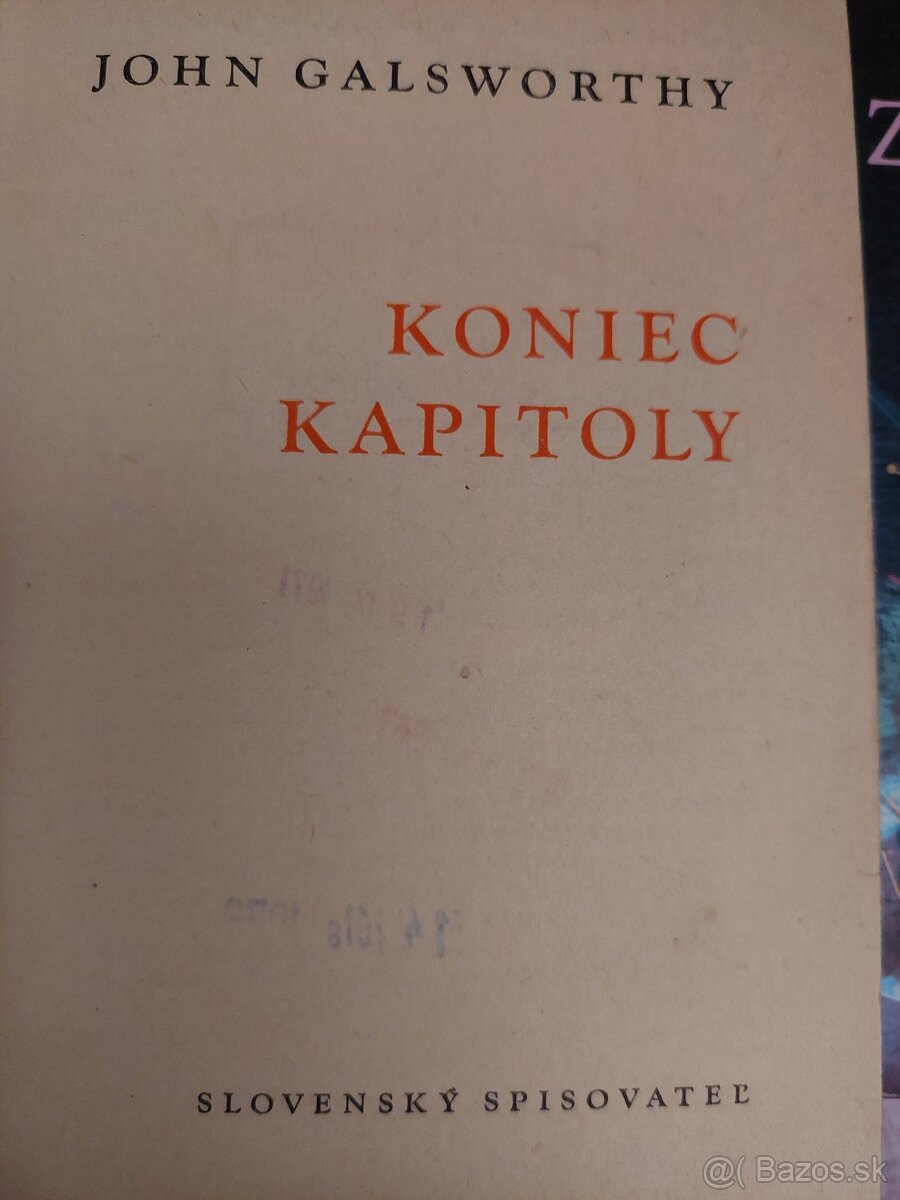 JOHN GALSWORTHY
Z
KONIEC
KAPITOLY
SLOVENSKÝ SPISOVATEĽ
@( Bazos.sk